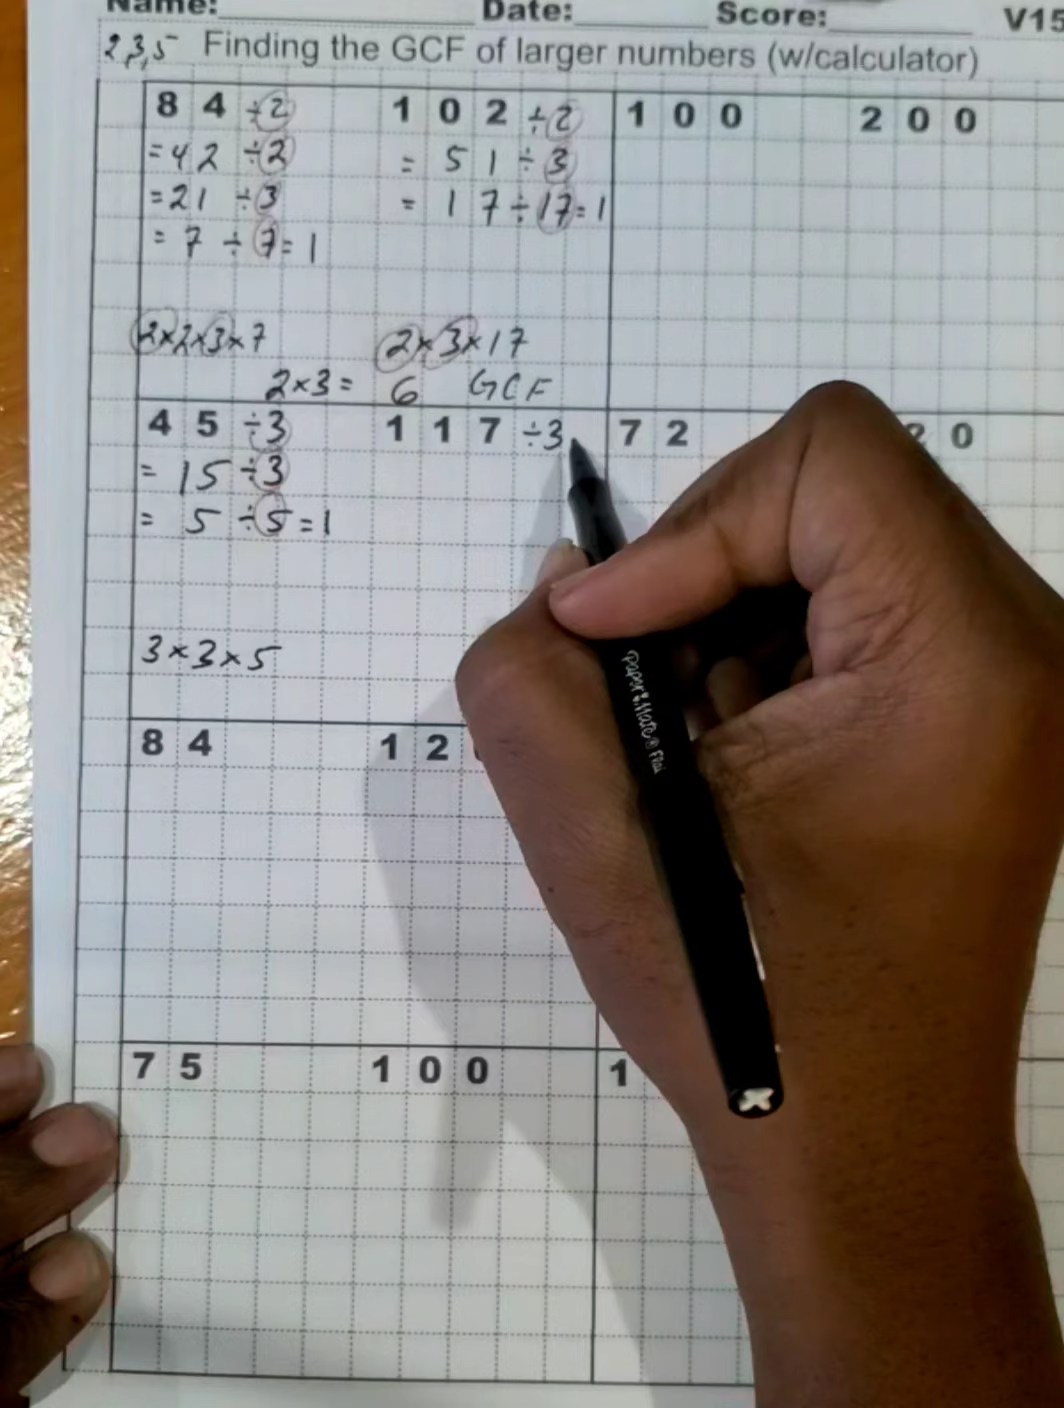 Name: Date: Score: V15
2,3,5 Finding the GCF of larger numbers (w/calculator)
84 ÷2 102 ÷2 100 200
=42 ÷2 = 51 ÷ 3
=21 ÷3 = 17 ÷ 17 = 1
= 7 ÷ 7 = 1
2×2×3×7 2×3×17
2×3= 6 GCF
45 ÷3 117 ÷3 72 20
= 15 ÷3
= 5 ÷5 = 1
3×3×5
84 12
75 100 1